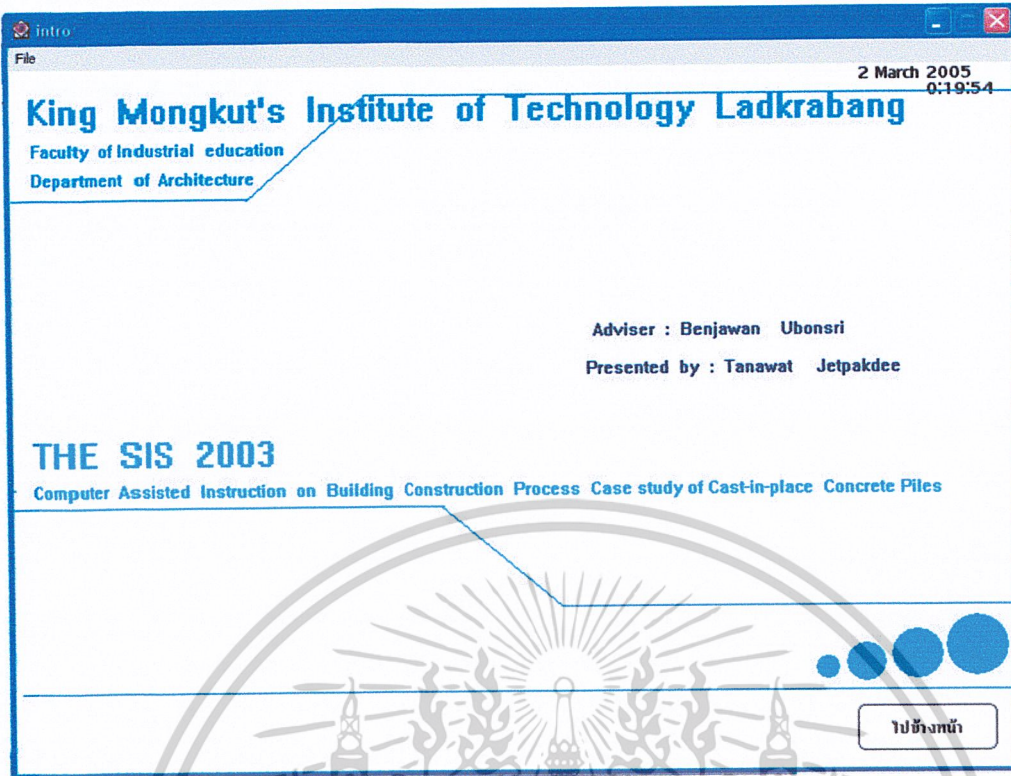 intro
File
2 March 2005
0:19:54
King Mongkut's Institute of Technology Ladkrabang
Faculty of Industrial education
Department of Architecture
Adviser : Benjawan Ubonsri
Presented by : Tanawat Jetpakdee
THE SIS 2003
Computer Assisted Instruction on Building Construction Process Case study of Cast-in-place Concrete Piles
ไปข้างหน้า